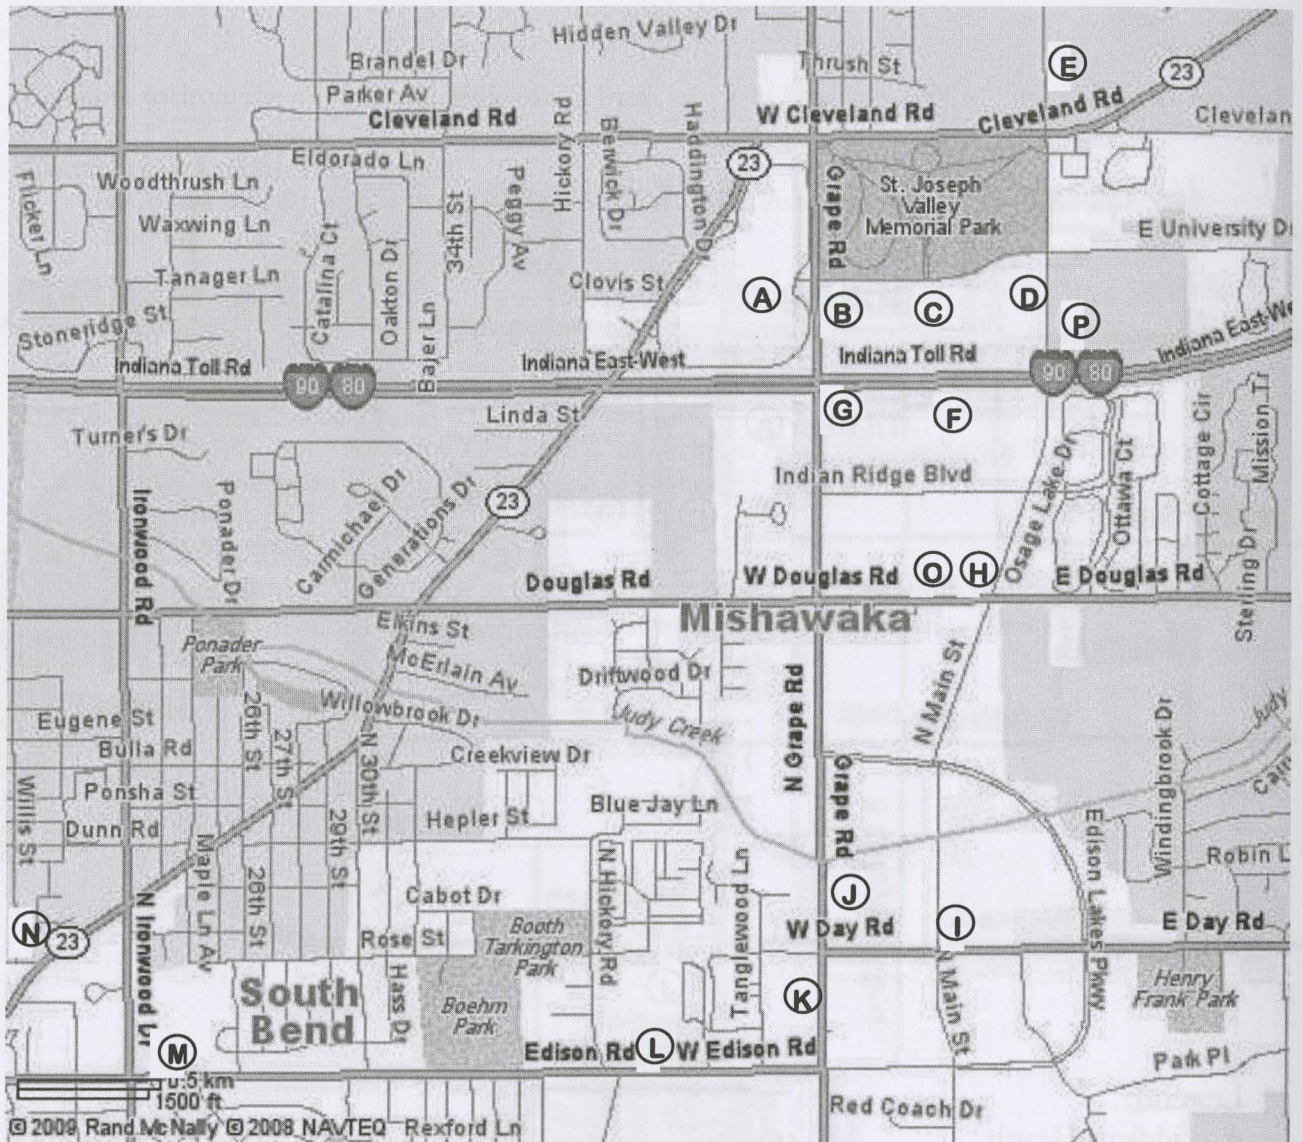 Hidden Valley Dr
Brandel Dr
Thrush St
E
23
Parker Av
Cleveland Rd
W Cleveland Rd
Cleveland Rd
Clevelan
Hickory Rd
Berwick Dr
Haddington Dr
23
Eldorado Ln
Flicker Ln
Woodthrush Ln
Waxwing Ln
Tanager Ln
Stoneridge St
Catalina Ct
Oakton Dr
Bajer Ln
34th St
Peggy Av
Clovis St
Grape Rd
St. Joseph
Valley
Memorial Park
E University Dr
A
B
C
D
P
Indiana Toll Rd
90
80
Indiana East-West
Indiana Toll Rd
90
80
Indiana East-We
Linda St
G
F
Turner's Dr
Indian Ridge Blvd
Ironwood Rd
Ponader Dr
Carmichael Dr
Generations Dr
23
Osage Lake Dr
Ottawa Ct
Cottage Cir
Mission Tr
Sterling Dr
Douglas Rd
W Douglas Rd
O
H
E Douglas Rd
Mishawaka
Elkins St
McErlain Av
Ponader
Park
Driftwood Dr
Willowbrook Dr
Judy Creek
N Grape Rd
N Main St
Eugene St
Bulla Rd
Ponsha St
Dunn Rd
Willis St
26th St
27th St
N 30th St
29th St
Creekview Dr
Hepler St
Blue Jay Ln
Grape Rd
Edison Lakes Pkwy
Windingbrook Dr
Judy
Robin L
Maple Ln Av
26th St
Cabot Dr
N Hickory Rd
Tanglewood Ln
J
W Day Rd
I
E Day Rd
N
23
N Ironwood Dr
Rose St
Hass Dr
Booth
Tarkington
Park
South
Bend
Boehm
Park
K
N Main St
Henry
Frank Park
M
Edison Rd
L
W Edison Rd
Park Pl
0.5 km
1500 ft
Red Coach Dr
© 2009 Rand McNally © 2008 NAVTEQ Rexford Ln